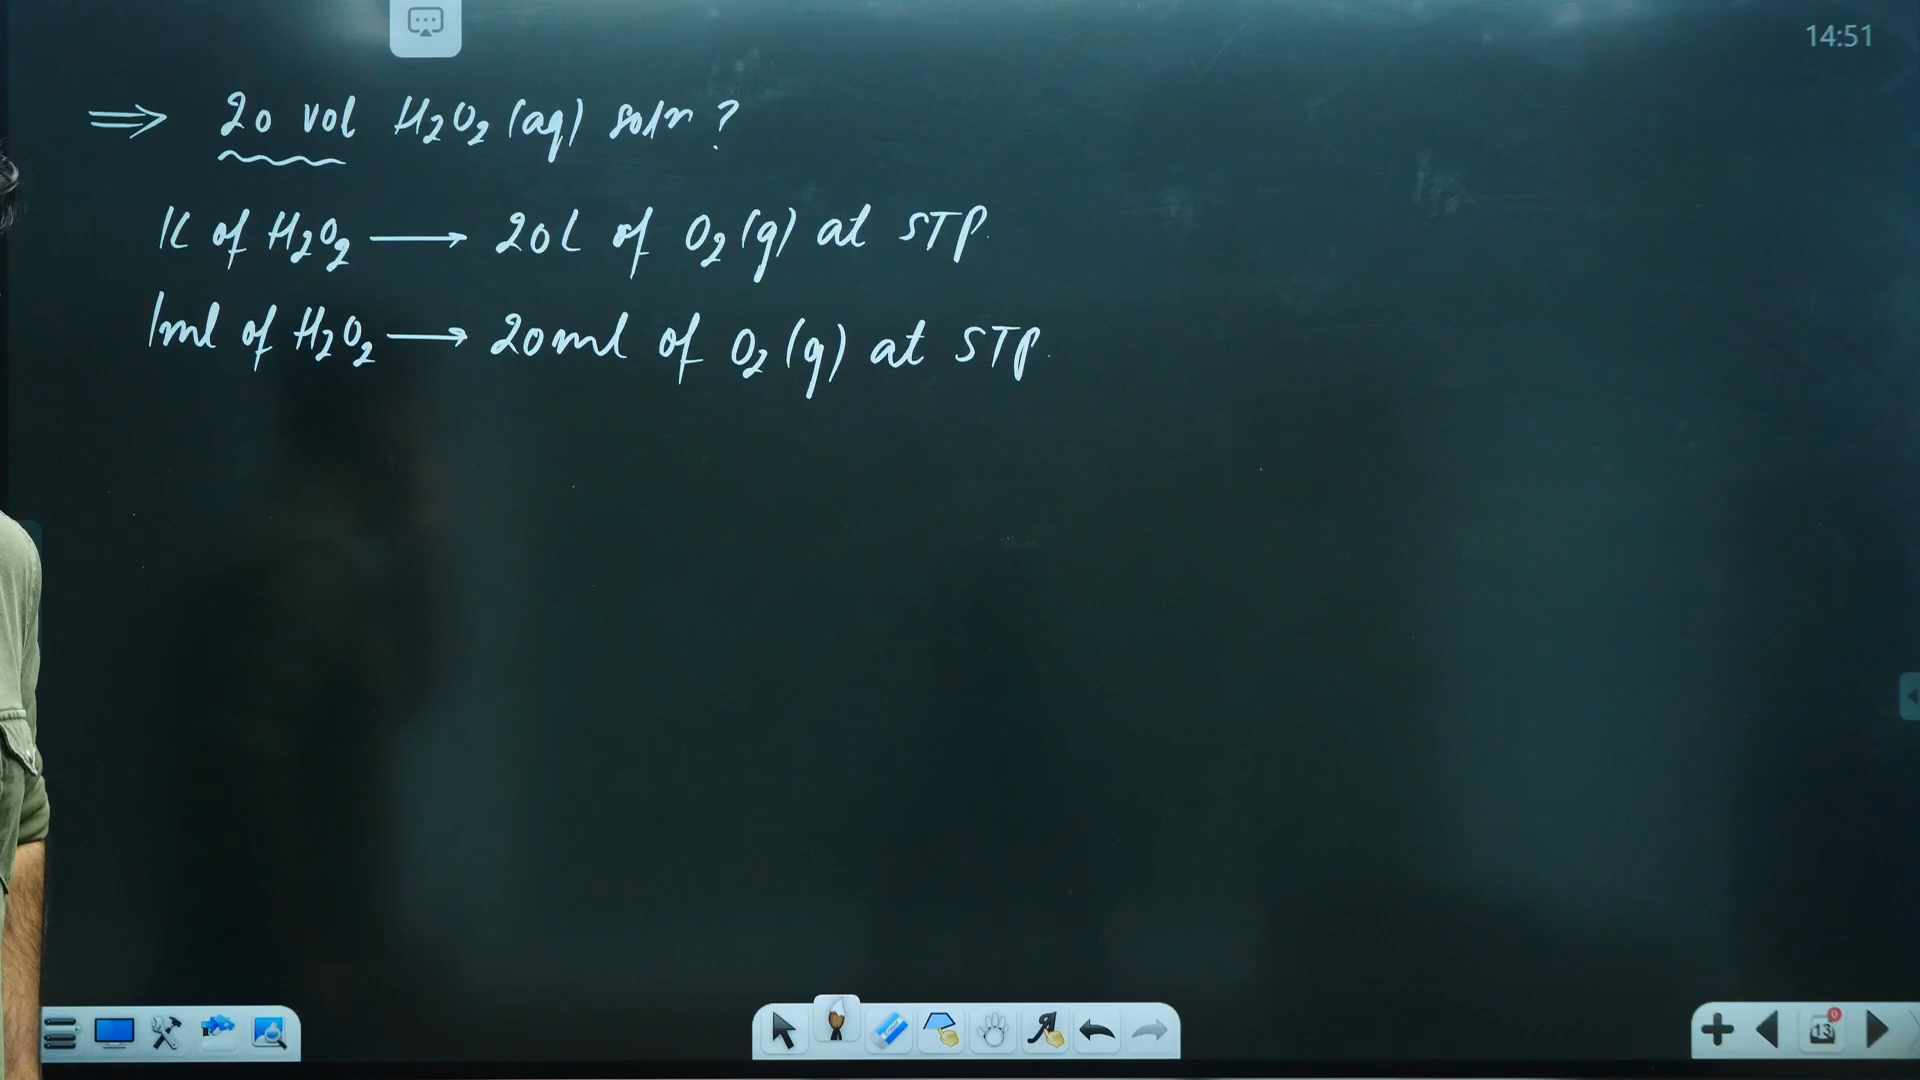 14:51
⇒ 20 vol H₂O₂ (aq) soln ?
1L of H₂O₂ ⟶ 20L of O₂(g) at STP.
1ml of H₂O₂ ⟶ 20ml of O₂(g) at STP.
13